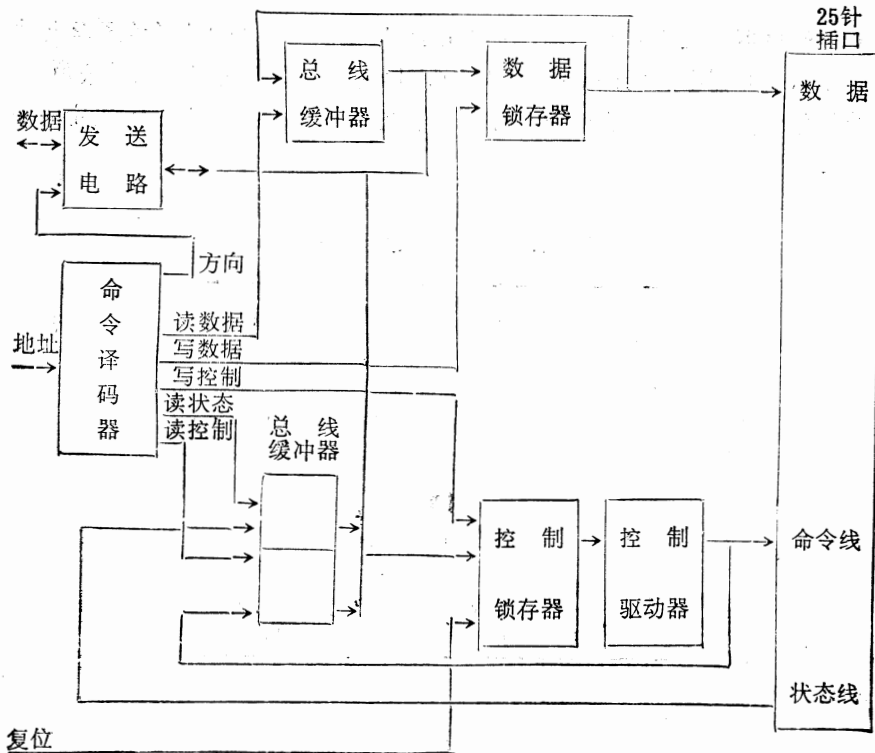 25针
插口
总线
缓冲器
数据
锁存器
数据
数据
发送
电路
方向
命
令
译
码
器
地址
读数据
写数据
写控制
读状态
读控制
总线
缓冲器
控制
锁存器
控制
驱动器
命令线
状态线
复位